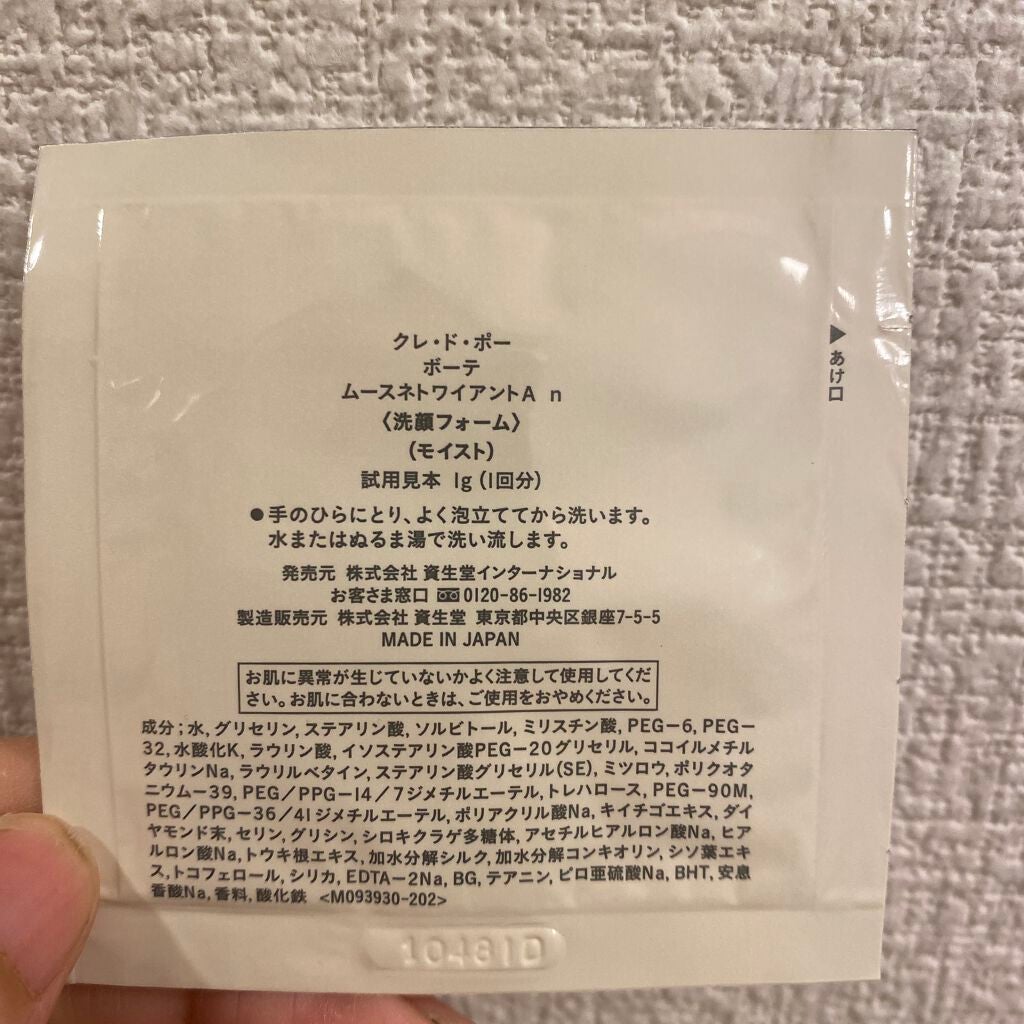 クレ・ド・ポー
ボーテ
ムースネトワイアントA n
〈洗顔フォーム〉
(モイスト)
試用見本 1g(1回分)
▶あけ口
●手のひらにとり、よく泡立ててから洗います。
水またはぬるま湯で洗い流します。
発売元 株式会社 資生堂インターナショナル
お客さま窓口 0120-86-1982
製造販売元 株式会社 資生堂 東京都中央区銀座7-5-5
MADE IN JAPAN
お肌に異常が生じていないかよく注意して使用してくだ
さい。お肌に合わないときは、ご使用をおやめください。
成分;水,グリセリン,ステアリン酸,ソルビトール,ミリスチン酸,PEG-6,PEG-
32,水酸化K,ラウリン酸,イソステアリン酸PEG-20グリセリル,ココイルメチル
タウリンNa,ラウリルベタイン,ステアリン酸グリセリル(SE),ミツロウ,ポリクオタ
ニウム-39,PEG/PPG-14/7ジメチルエーテル,トレハロース,PEG-90M,
PEG/PPG-36/41ジメチルエーテル,ポリアクリル酸Na,キイチゴエキス,ダイ
ヤモンド末,セリン,グリシン,シロキクラゲ多糖体,アセチルヒアルロン酸Na,ヒア
ルロン酸Na,トウキ根エキス,加水分解シルク,加水分解コンキオリン,シソ葉エキ
ス,トコフェロール,シリカ,EDTA-2Na,BG,テアニン,ピロ亜硫酸Na,BHT,安息
香酸Na,香料,酸化鉄 <M093930-202>